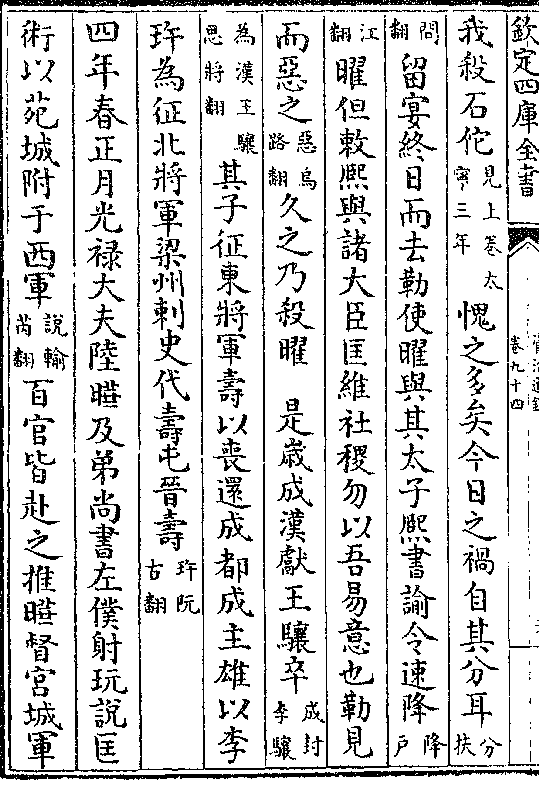 欽定四庫全書
卷九十四
我殺石佗見上卷太寧三年愧之多矣今日之禍自其分耳分扶
問翻留宴終日而去勒使曜與其太子熙書諭令速降降戶
江翻曜但敕熙與諸大臣匡維社稷勿以吾易意也勒見
而惡之惡烏路翻久之乃殺曜　是歲成漢獻王驤卒成封李驤
為漢王驤思將翻其子征東將軍壽以喪還成都成主雄以李
玝為征北將軍梁州刺史代壽屯晉壽玝阮古翻
四年春正月光祿大夫陸曄及弟尚書左僕射玩說匡
術以苑城附于西軍說輸芮翻百官皆赴之推曄督宮城軍